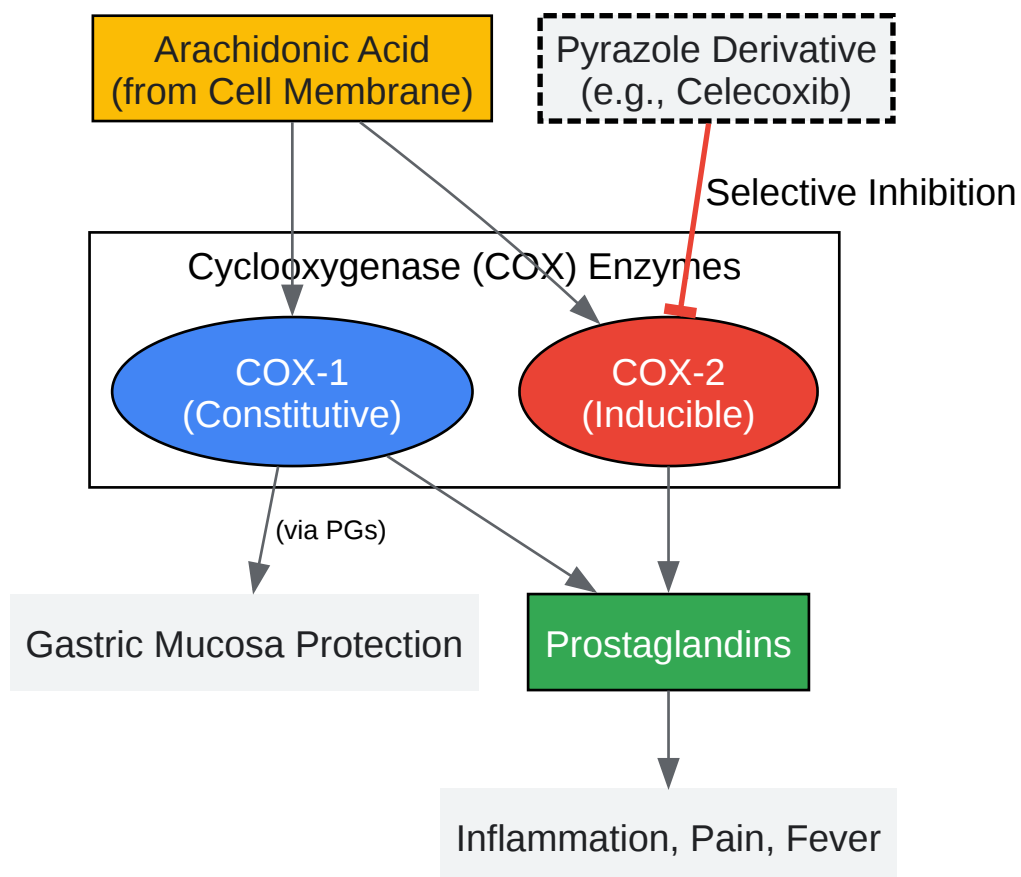 Arachidonic Acid
(from Cell Membrane)
Pyrazole Derivative
(e.g., Celecoxib)
Selective Inhibition
Cyclooxygenase (COX) Enzymes
COX-1
(Constitutive)
COX-2
(Inducible)
(via PGs)
Gastric Mucosa Protection
Prostaglandins
Inflammation, Pain, Fever